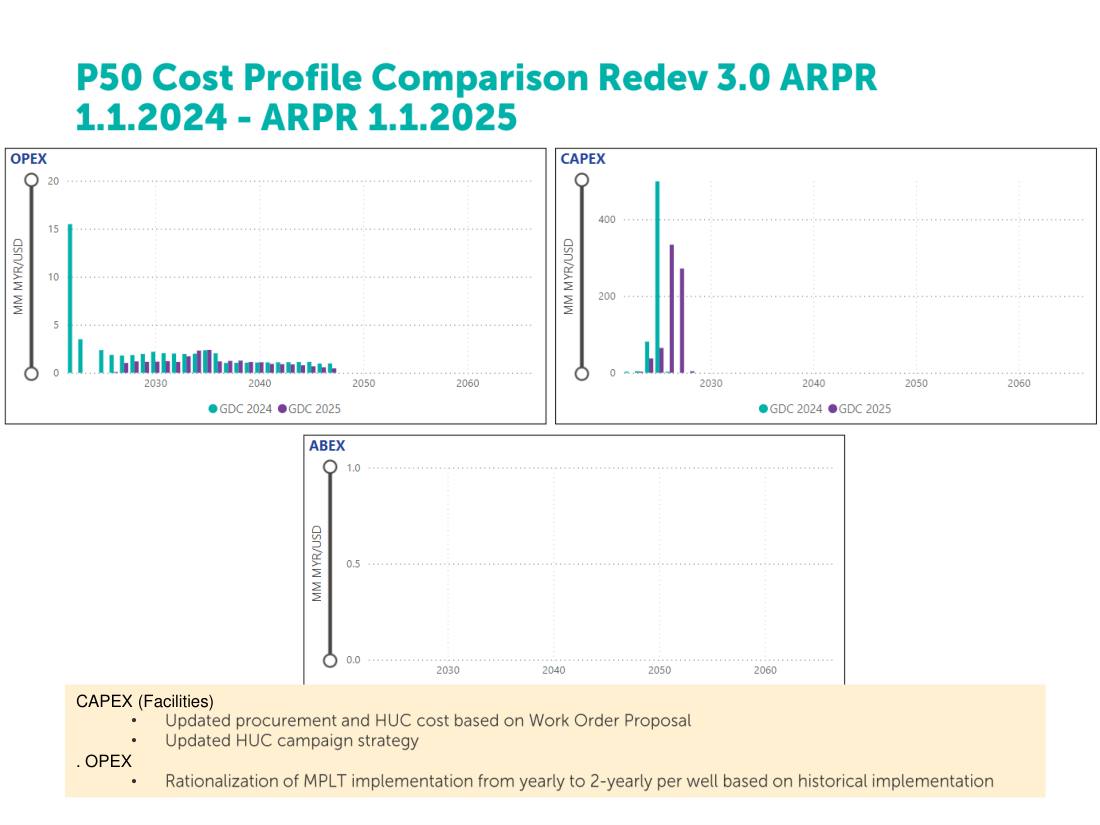 P50 Cost Profile Comparison Redev 3.0 ARPR
1.1.2024 - ARPR 1.1.2025
OPEX
MM MYR/USD
20
15
10
5
0
2030
2040
2050
2060
GDC 2024
GDC 2025
CAPEX
MM MYR/USD
400
200
0
2030
2040
2050
2060
GDC 2024
GDC 2025
ABEX
MM MYR/USD
1.0
0.5
0.0
2030
2040
2050
2060
CAPEX (Facilities)
• Updated procurement and HUC cost based on Work Order Proposal
• Updated HUC campaign strategy
. OPEX
• Rationalization of MPLT implementation from yearly to 2-yearly per well based on historical implementation